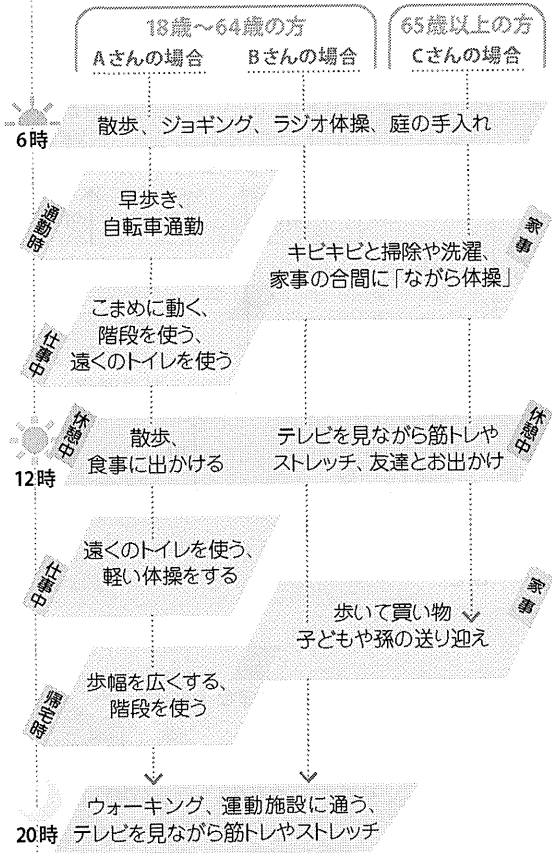 18歳～64歳の方
65歳以上の方
Aさんの場合
Bさんの場合
Cさんの場合
6時
散歩、ジョギング、ラジオ体操、庭の手入れ
通勤時
早歩き、
自転車通勤
家事
キビキビと掃除や洗濯、
家事の合間に「ながら体操」
仕事中
こまめに動く、
階段を使う、
遠くのトイレを使う
12時
休憩中
散歩、
食事に出かける
テレビを見ながら筋トレや
ストレッチ、友達とお出かけ
休憩中
仕事中
遠くのトイレを使う、
軽い体操をする
家事
歩いて買い物
子どもや孫の送り迎え
帰宅時
歩幅を広くする、
階段を使う
20時
ウォーキング、運動施設に通う、
テレビを見ながら筋トレやストレッチ